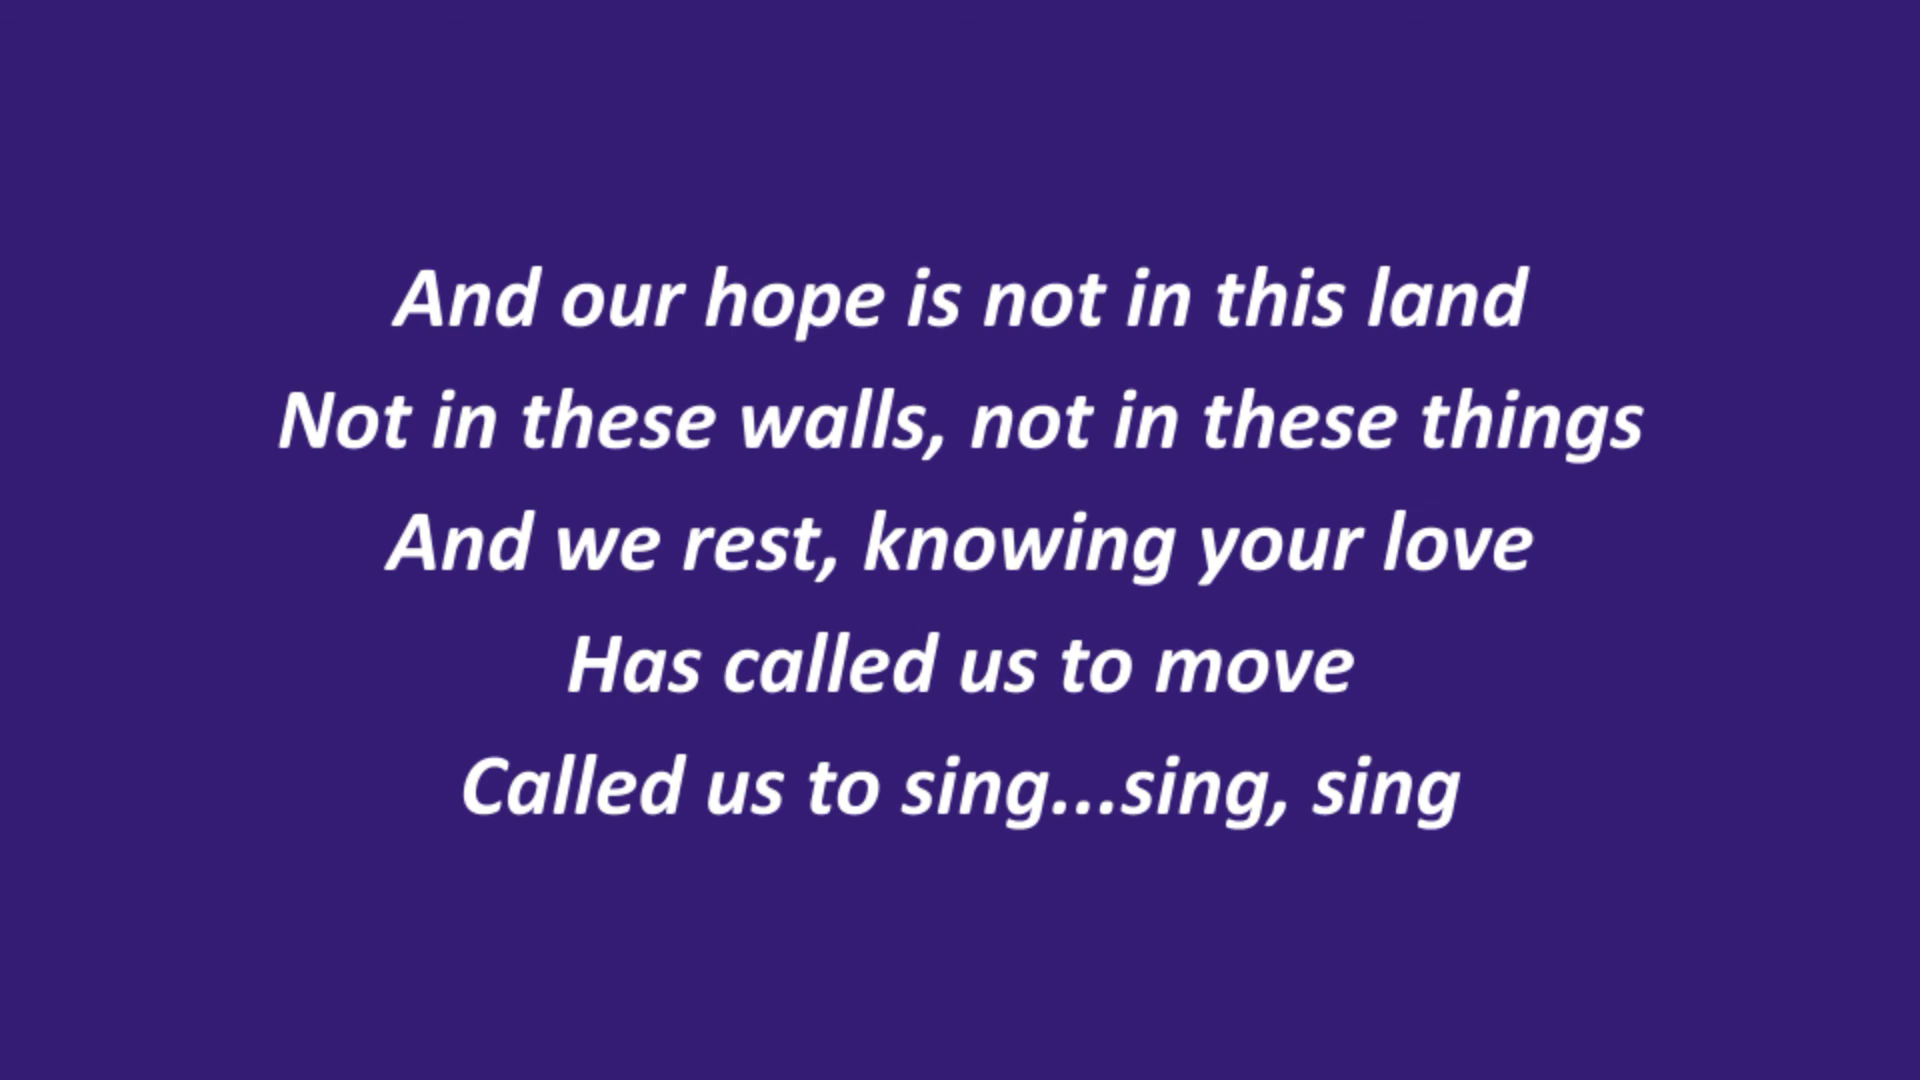 And our hope is not in this land
Not in these walls, not in these things
And we rest, knowing your love
Has called us to move
Called us to sing...sing, sing